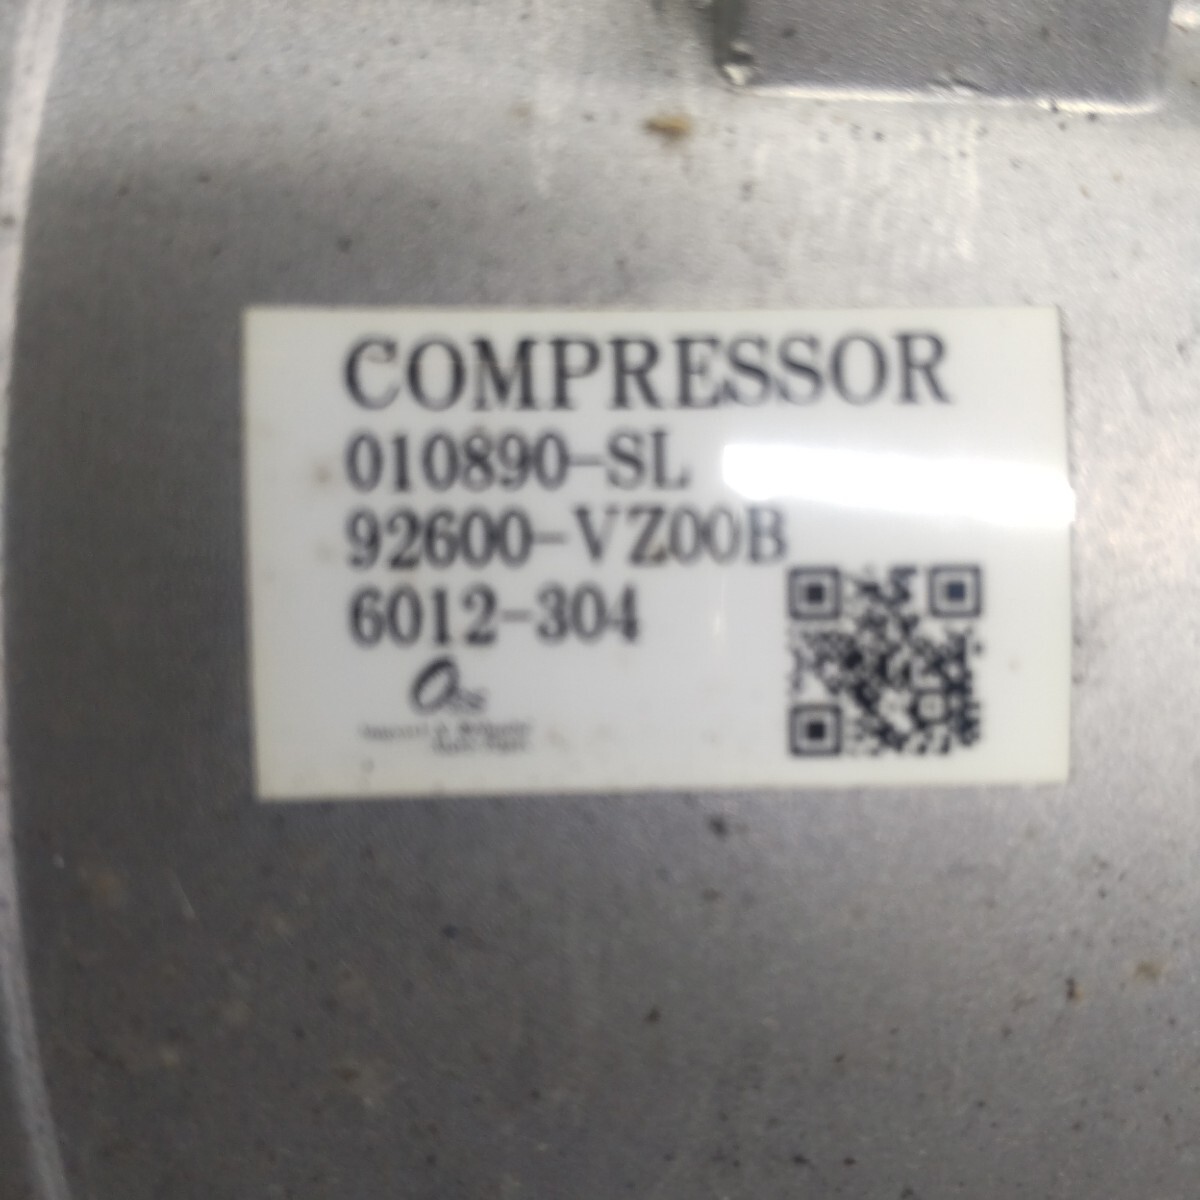 COMPRESSOR
010890-SL
92600-VZ00B
6012-304